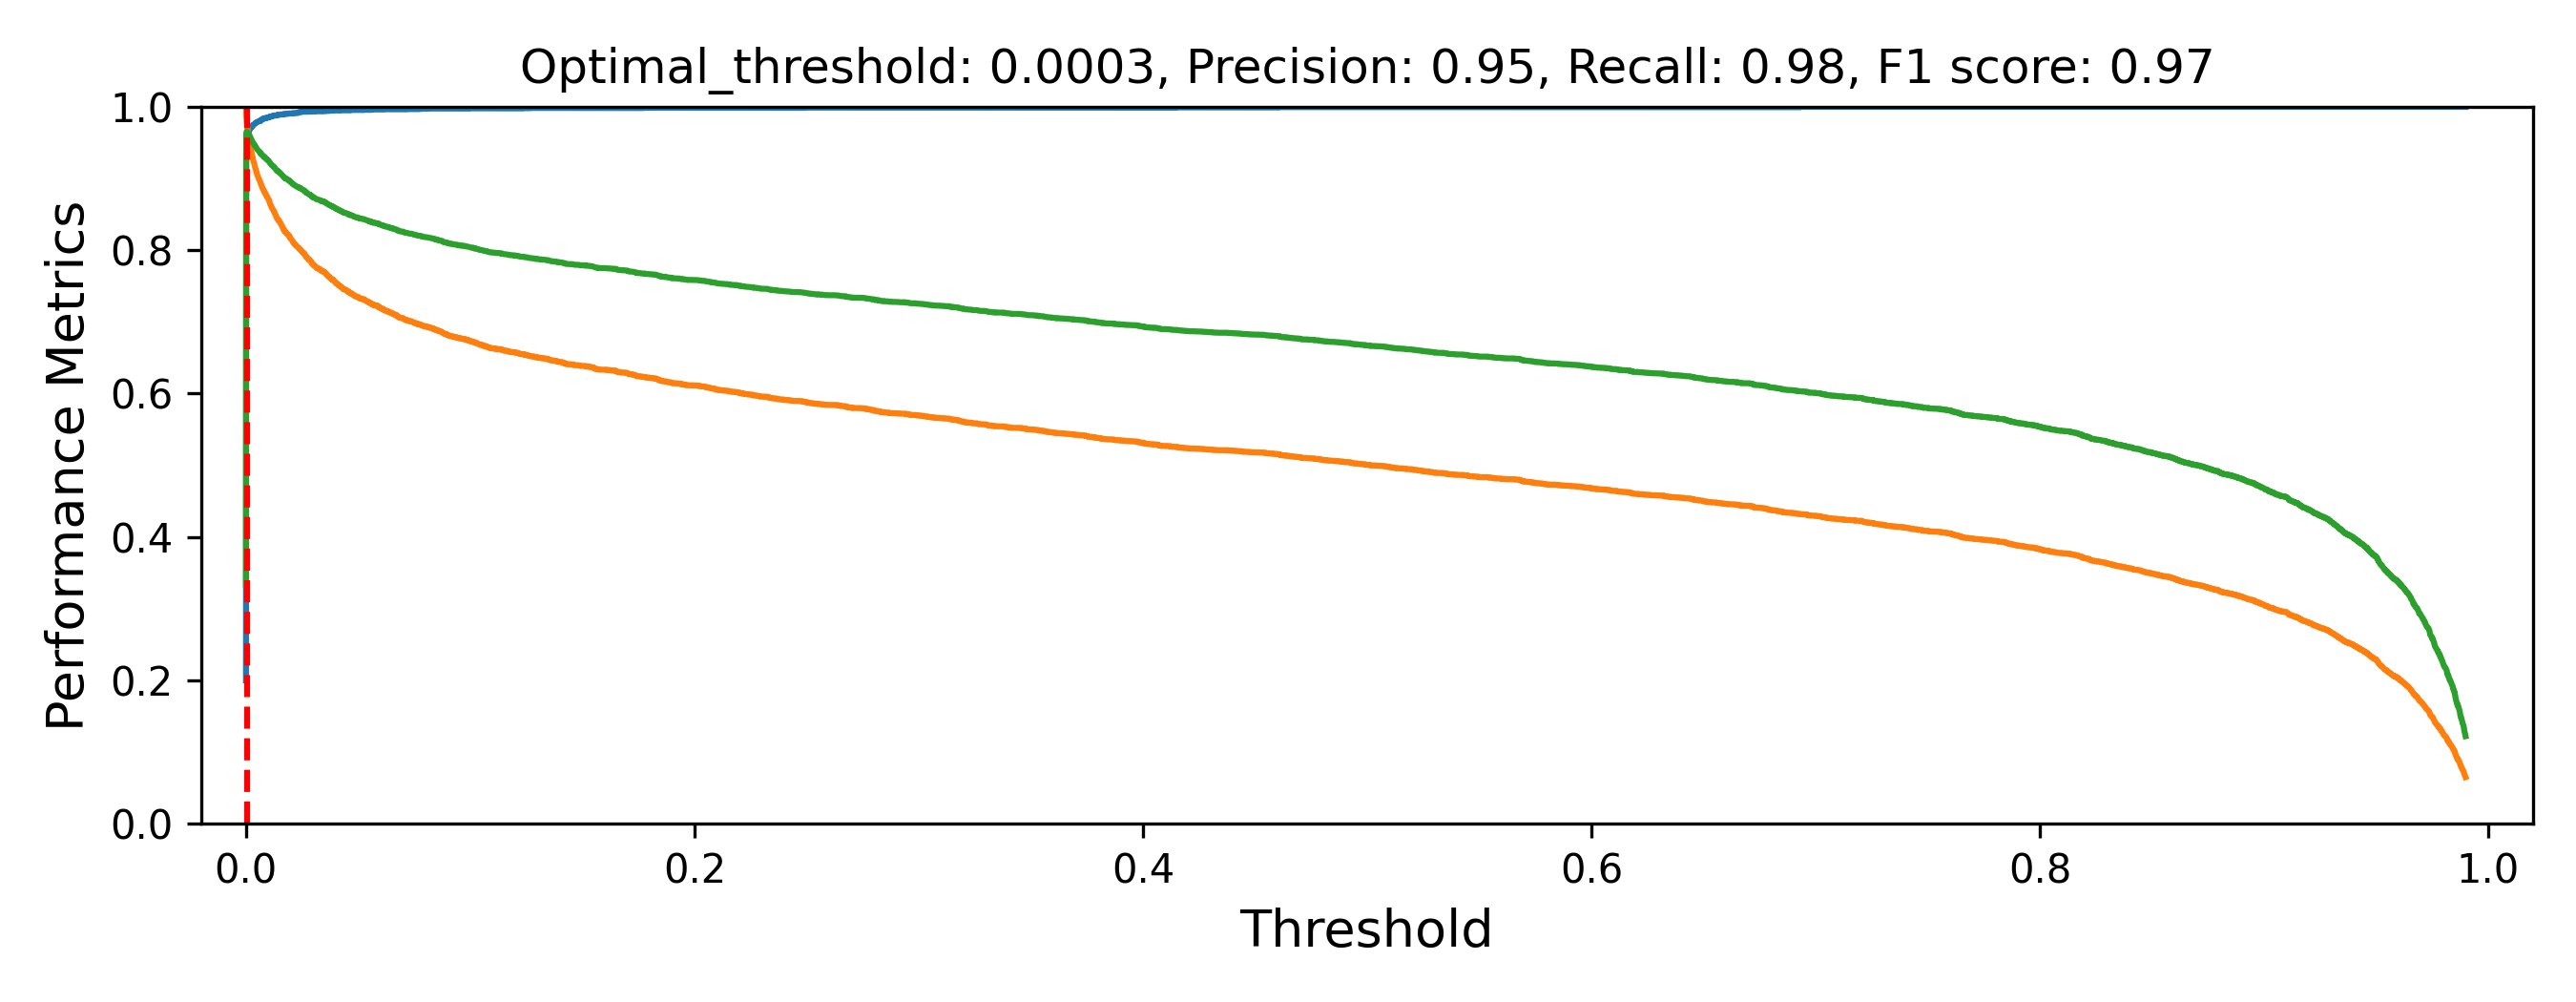 Optimal_threshold: 0.0003, Precision: 0.95, Recall: 0.98, F1 score: 0.97
1.0
0.8
0.6
0.4
0.2
0.0
Performance Metrics
0.0 0.2 0.4 0.6 0.8 1.0
Threshold